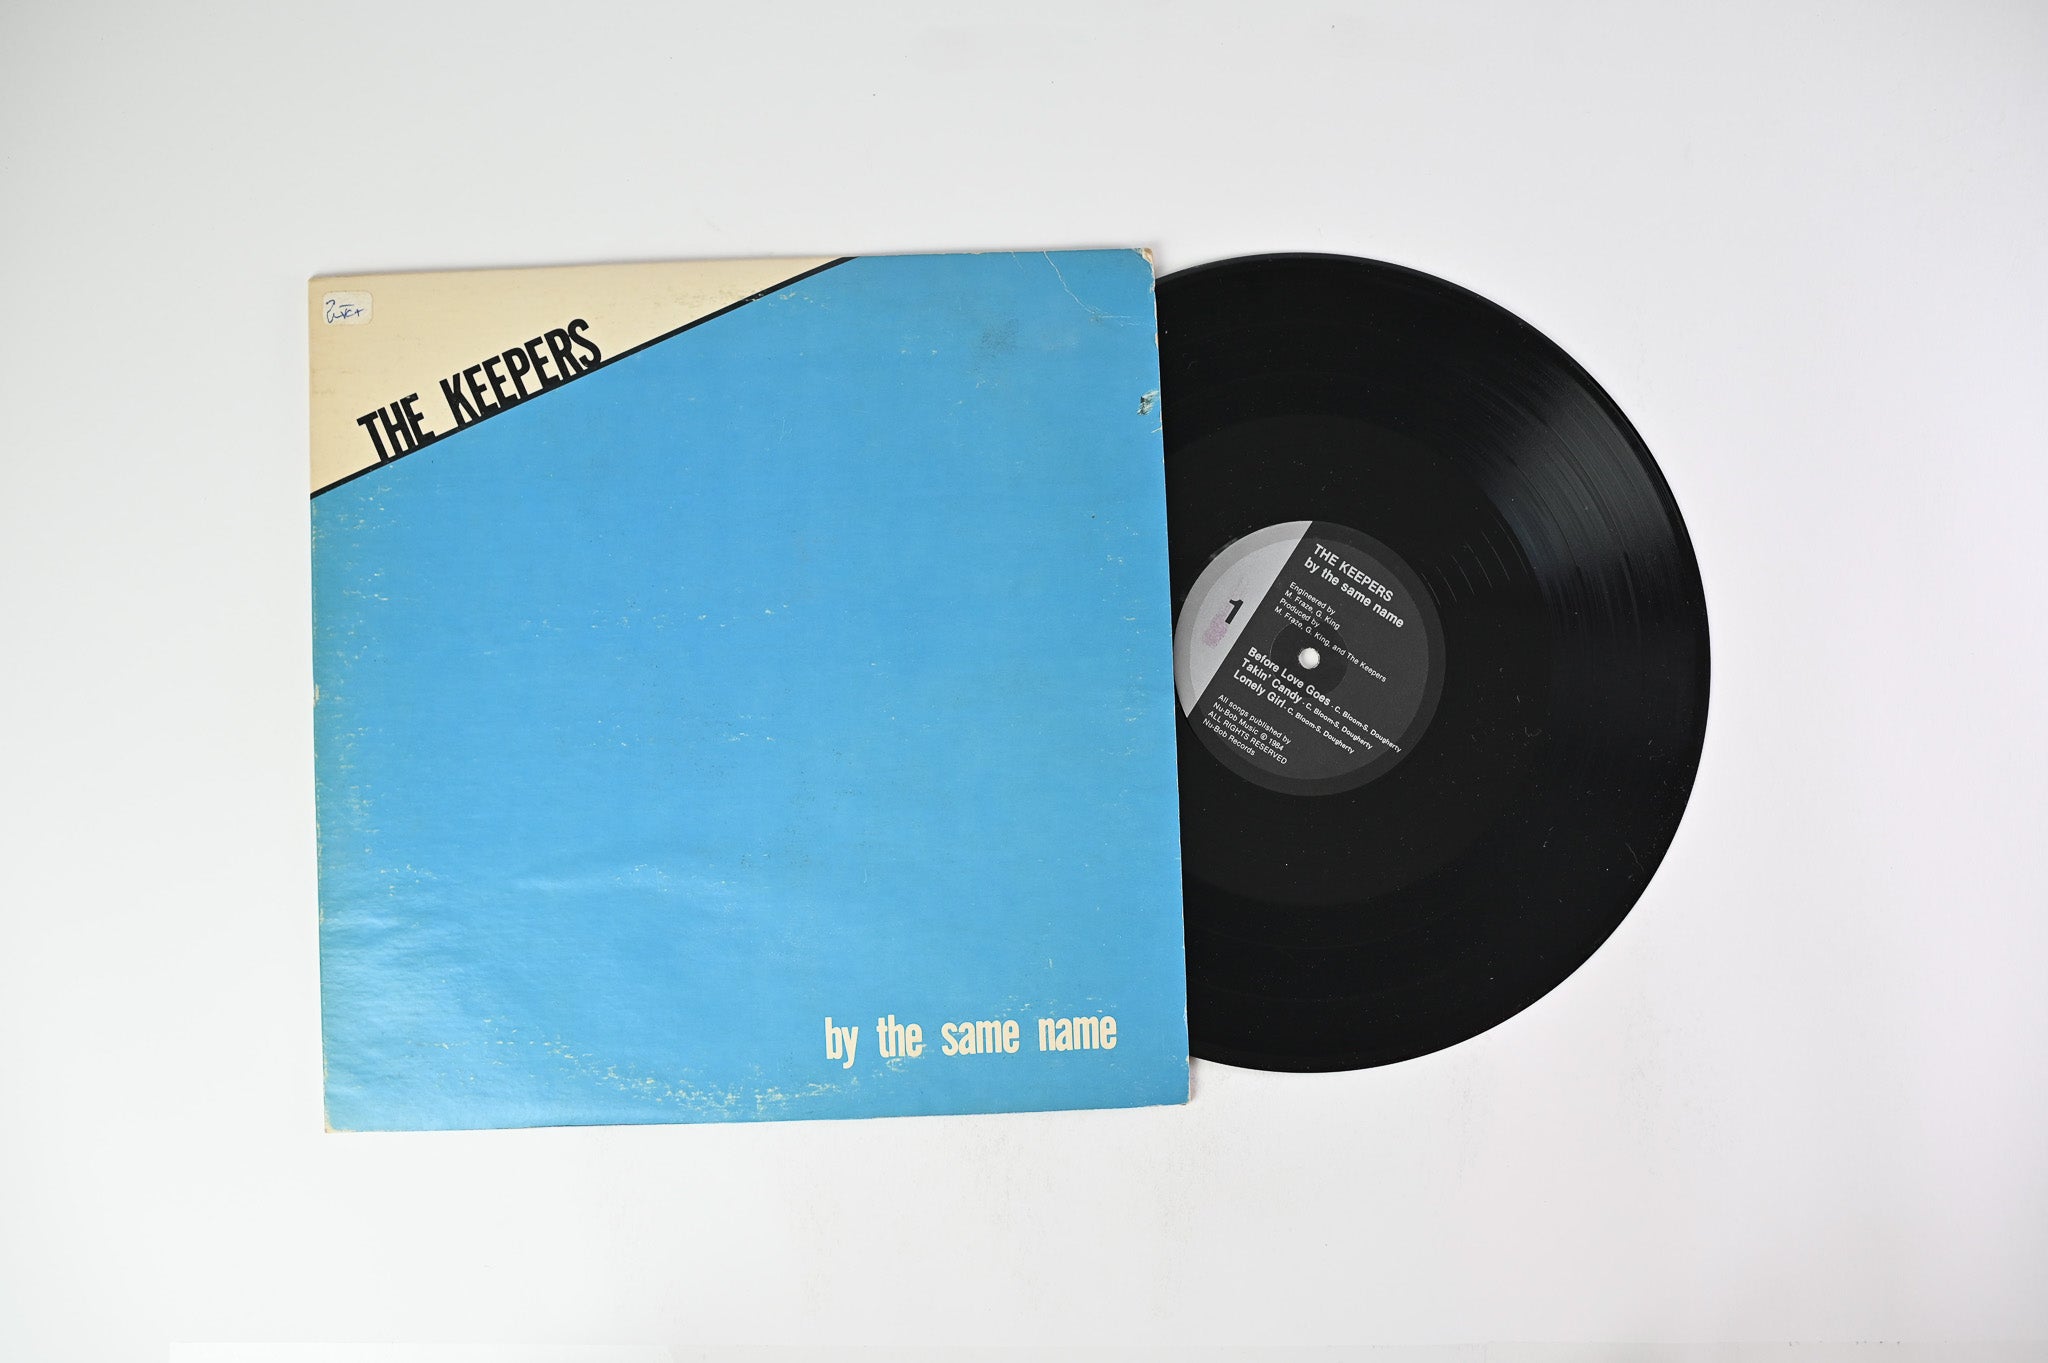 THE KEEPERS
by the same name
THE KEEPERS
by the same name
Engineered by
M. Fraze, G. King
Produced by
M. Fraze, G. King, and The Keepers
1
Before Love Goes - C. Bloom-S. Dougherty
Takin' Candy - C. Bloom-S. Dougherty
Lonely Girl - C. Bloom-S. Dougherty
All songs published by
Nu-Bob Music © 1984
ALL RIGHTS RESERVED
Nu-Bob Records